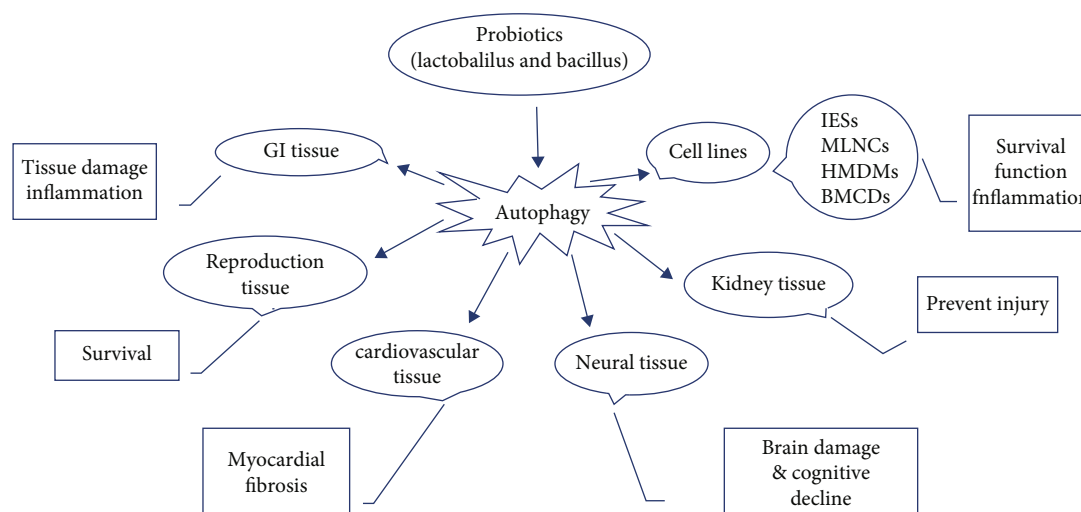 Probiotics
(lactobalilus and bacillus)
GI tissue
Tissue damage
inflammation
Cell lines
IESs
MLNCs
HMDMs
BMCDs
Survival
function
fnflammation
Autophagy
Reproduction
tissue
Kidney tissue
Prevent injury
Survival
cardiovascular
tissue
Neural tissue
Myocardial
fibrosis
Brain damage
& cognitive
decline